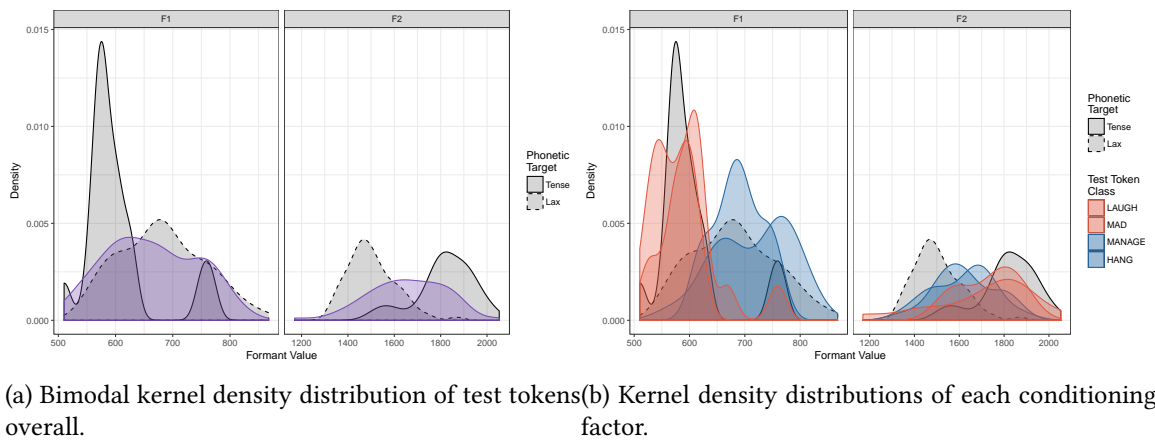 F1
F2
0.015
0.010
0.005
0.000
Density
500
600
700
800
1200
1400
1600
1800
2000
Formant Value
Phonetic
Target
Tense
Lax
F1
F2
0.015
0.010
0.005
0.000
Density
500
600
700
800
1200
1400
1600
1800
2000
Formant Value
Phonetic
Target
Tense
Lax
Test Token
Class
LAUGH
MAD
MANAGE
HANG
(a) Bimodal kernel density distribution of test tokens
overall.
(b) Kernel density distributions of each conditioning
factor.